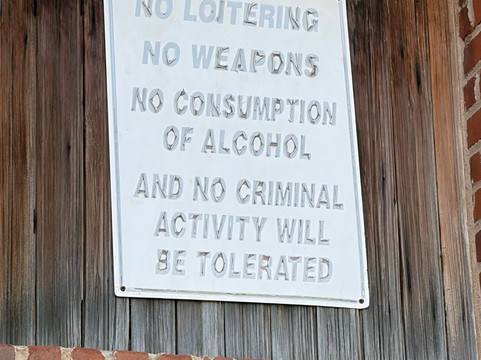 NO LOITERING
NO WEAPONS
NO CONSUMPTION
OF ALCOHOL
AND NO CRIMINAL
ACTIVITY WILL
BE TOLERATED